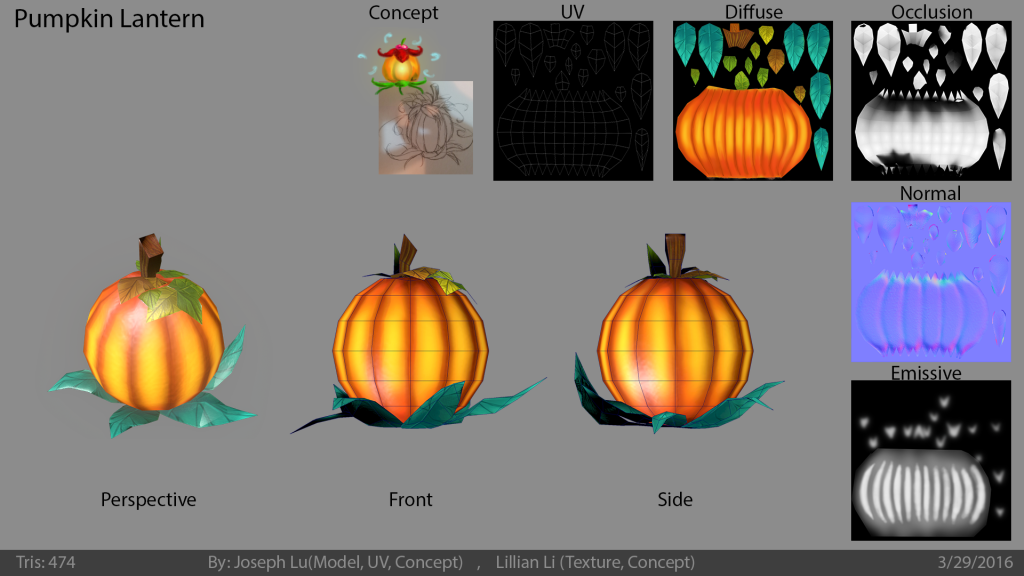 Pumpkin Lantern
Concept
UV
Diffuse
Occlusion
Normal
Emissive
Perspective
Front
Side
Tris: 474
By: Joseph Lu(Model, UV, Concept) , Lillian Li (Texture, Concept)
3/29/2016